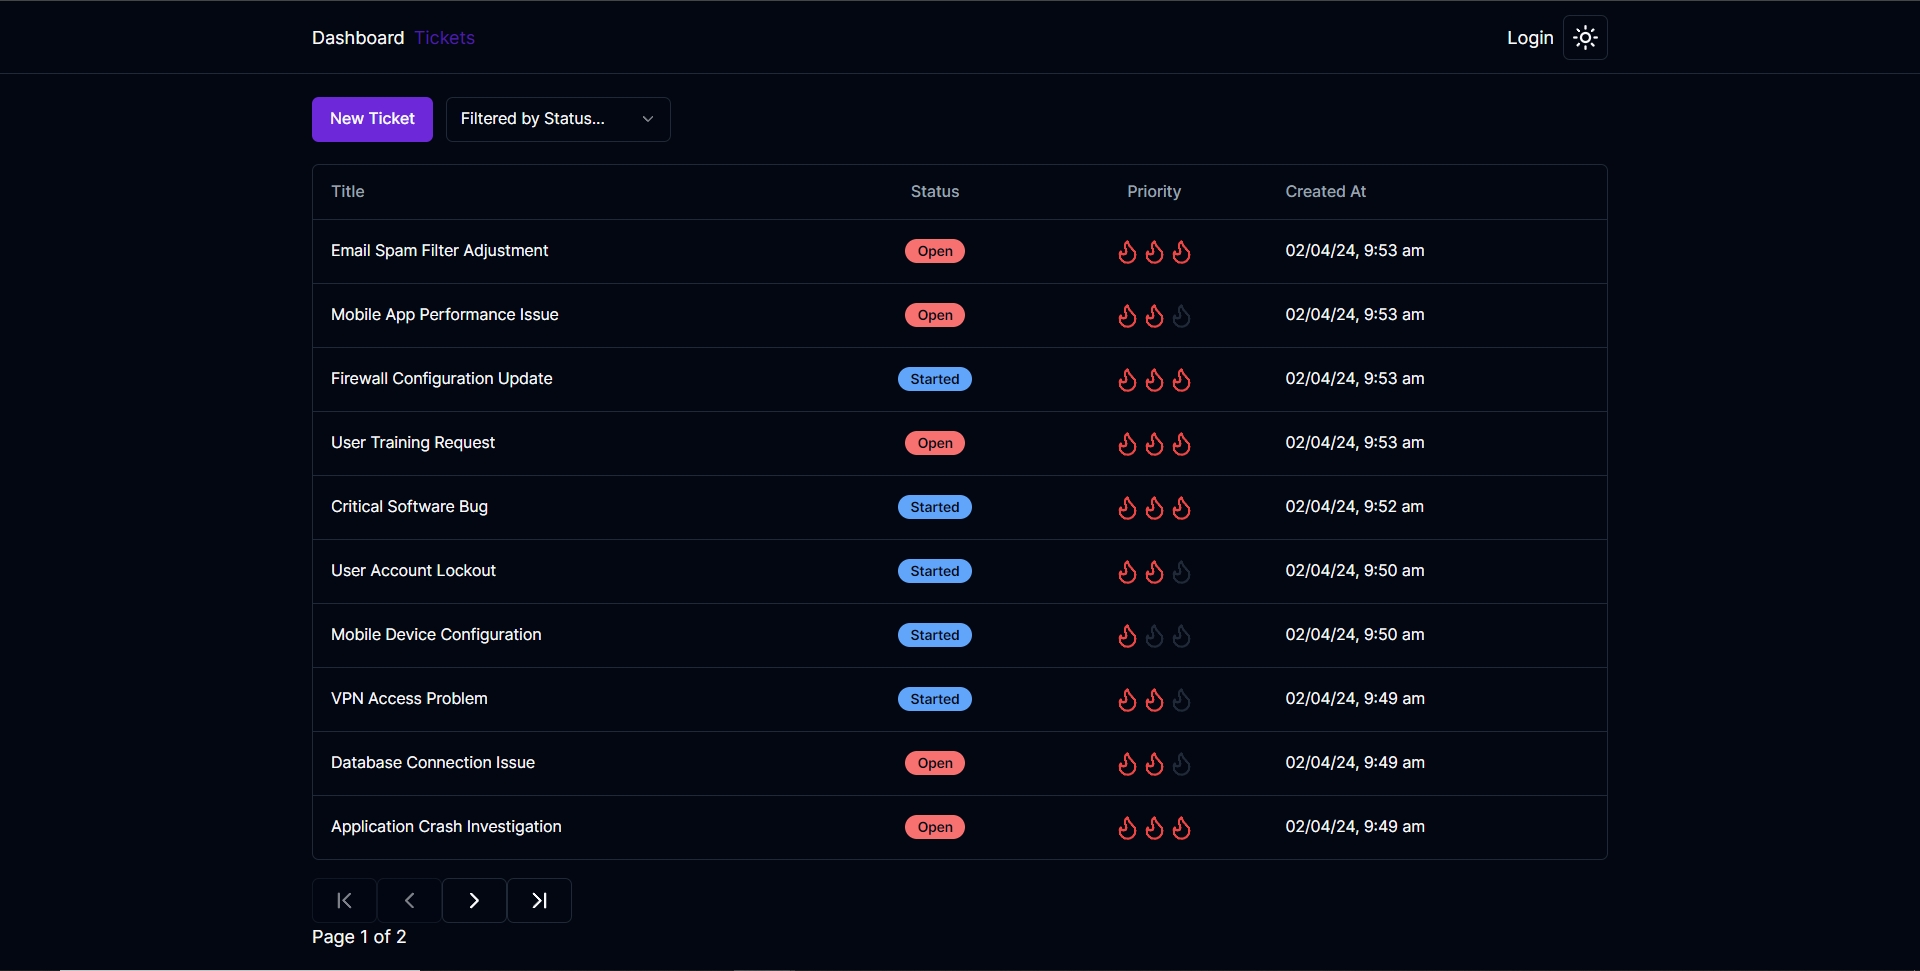 Dashboard Tickets Login
New Ticket Filtered by Status...
Title Status Priority Created At
Email Spam Filter Adjustment Open 02/04/24, 9:53 am
Mobile App Performance Issue Open 02/04/24, 9:53 am
Firewall Configuration Update Started 02/04/24, 9:53 am
User Training Request Open 02/04/24, 9:53 am
Critical Software Bug Started 02/04/24, 9:52 am
User Account Lockout Started 02/04/24, 9:50 am
Mobile Device Configuration Started 02/04/24, 9:50 am
VPN Access Problem Started 02/04/24, 9:49 am
Database Connection Issue Open 02/04/24, 9:49 am
Application Crash Investigation Open 02/04/24, 9:49 am
Page 1 of 2